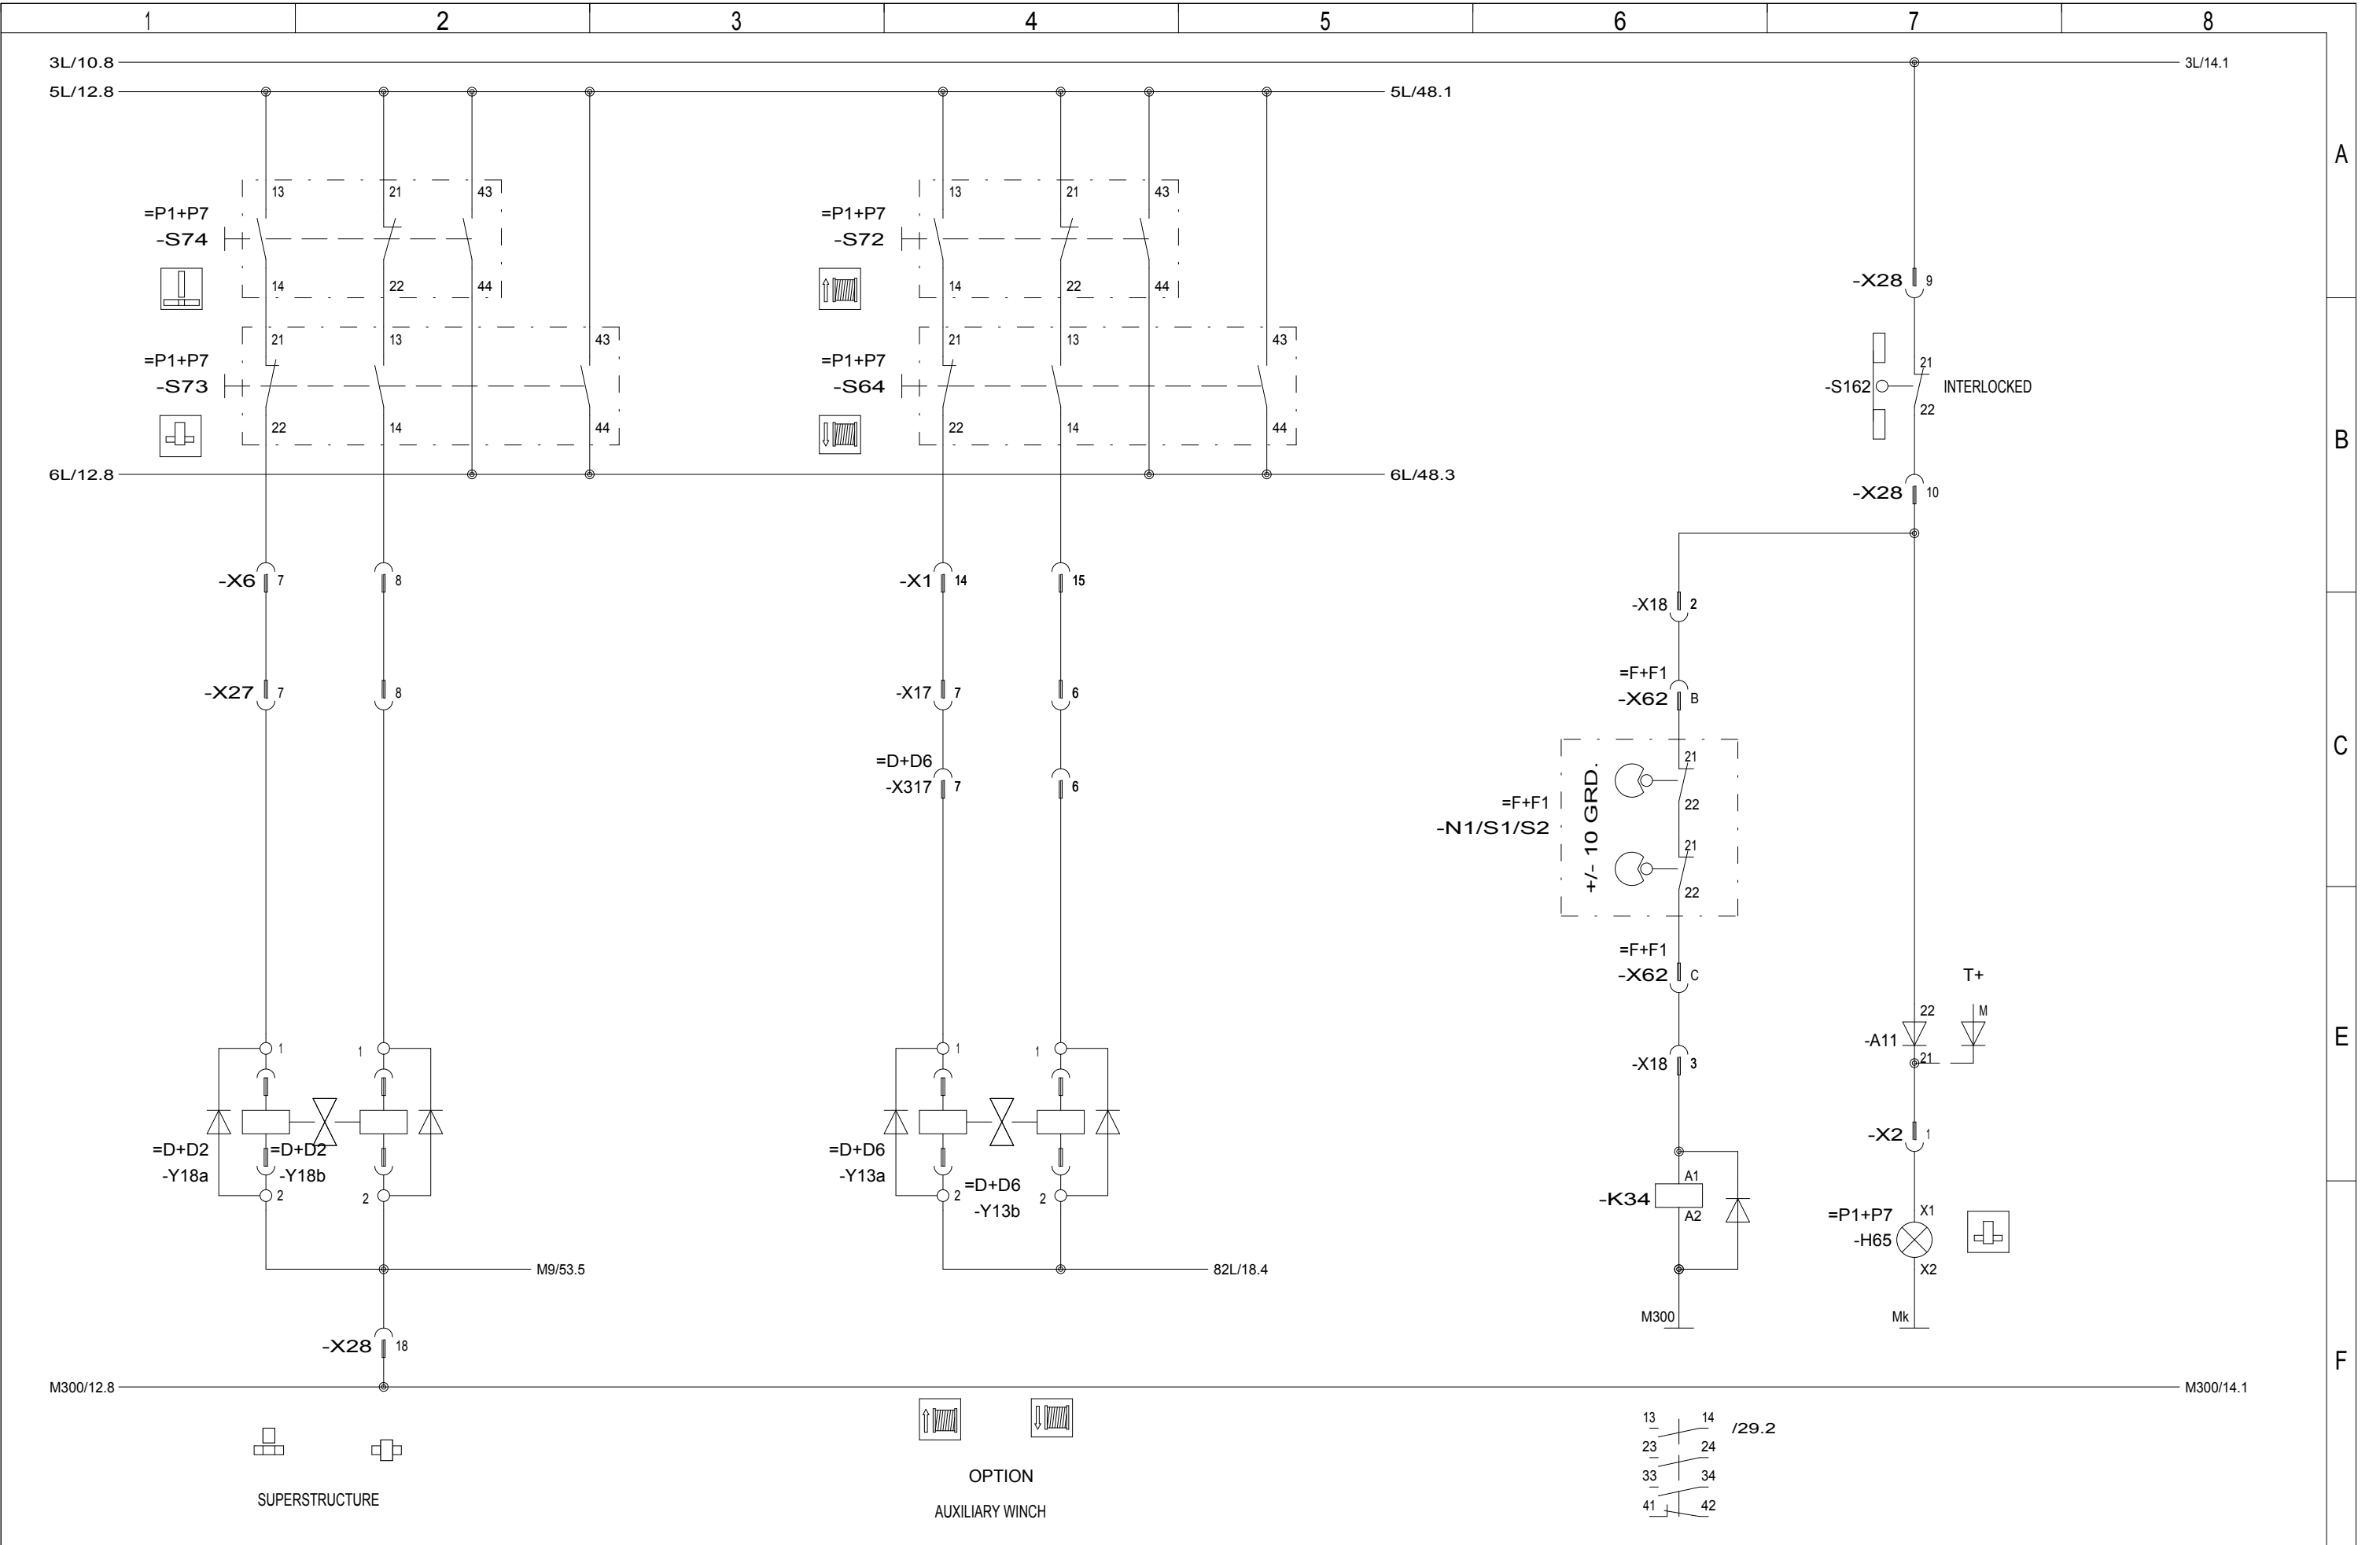 1 2 3 4 5 6 7 8
3L/10.8 3L/14.1
5L/12.8 5L/48.1
A
13 21 43 13 21 43
=P1+P7 =P1+P7
-S74 -S72
14 22 44 14 22 44
-X28 9
21 13 43 21 13 43
=P1+P7 =P1+P7 21
-S73 -S64 -S162 INTERLOCKED
22
22 14 44 22 14 44
B
6L/12.8 6L/48.3
-X28 10
-X6 7 8 -X1 14 15
-X18 2
=F+F1
-X27 7 8 -X17 7 6 -X62 B
C
=D+D6 21
-X317 7 6
=F+F1 22
-N1/S1/S2
+/- 10 GRD.
21
22
=F+F1
-X62 C T+
22 M
-A11
E
1 1 1 1 21
-X18 3
-X2 1
=D+D2 =D+D2 =D+D6
-Y18a -Y18b -Y13a
A1
2 2 2 =D+D6 2 -K34
-Y13b A2 =P1+P7 X1
-H65
M9/53.5 82L/18.4 X2
M300 Mk
-X28 18
F
M300/12.8 M300/14.1
13 14 /29.2
23 24
33 34
OPTION
SUPERSTRUCTURE 41 42
AUXILIARY WINCH